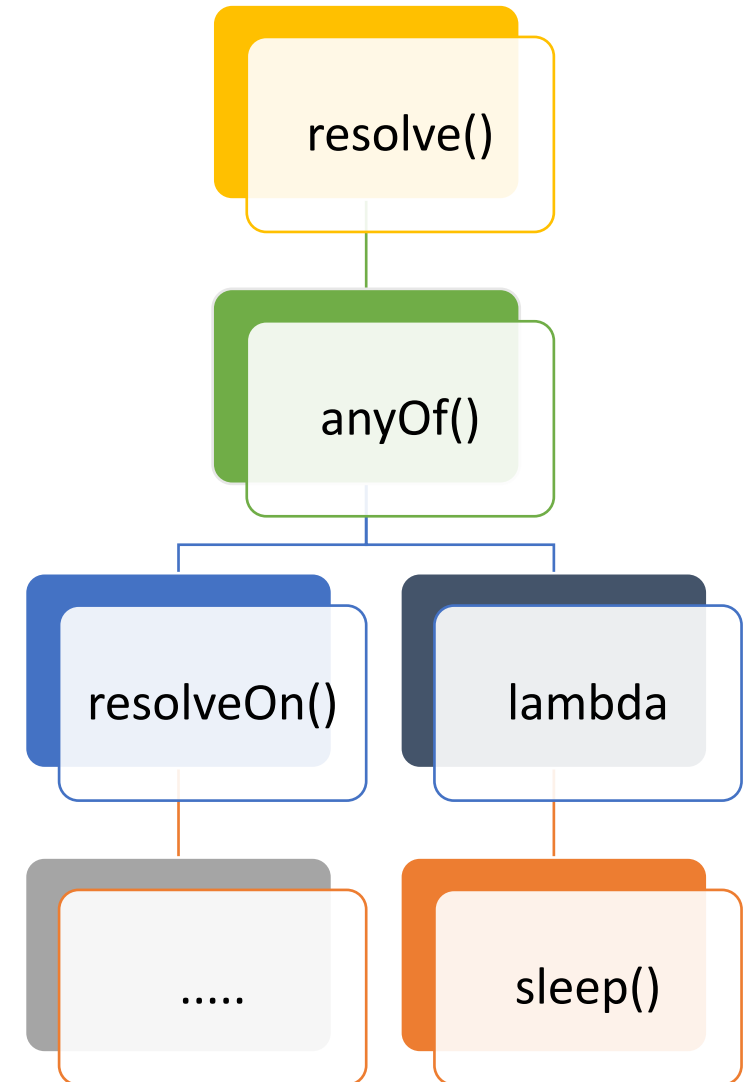 resolve()
anyOf()
resolveOn()
lambda
.....
sleep()